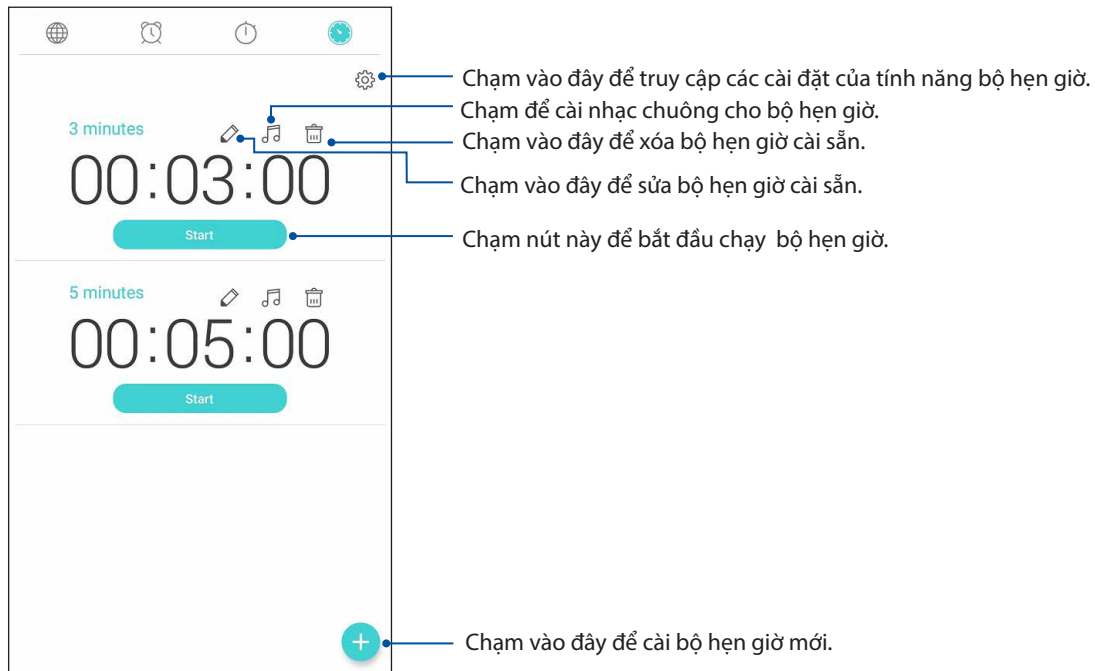 Chạm vào đây để truy cập các cài đặt của tính năng bộ hẹn giờ.
Chạm để cài nhạc chuông cho bộ hẹn giờ.
3 minutes
Chạm vào đây để xóa bộ hẹn giờ cài sẵn.
00:03:00
Chạm vào đây để sửa bộ hẹn giờ cài sẵn.
Start
Chạm nút này để bắt đầu chạy bộ hẹn giờ.
5 minutes
00:05:00
Start
Chạm vào đây để cài bộ hẹn giờ mới.